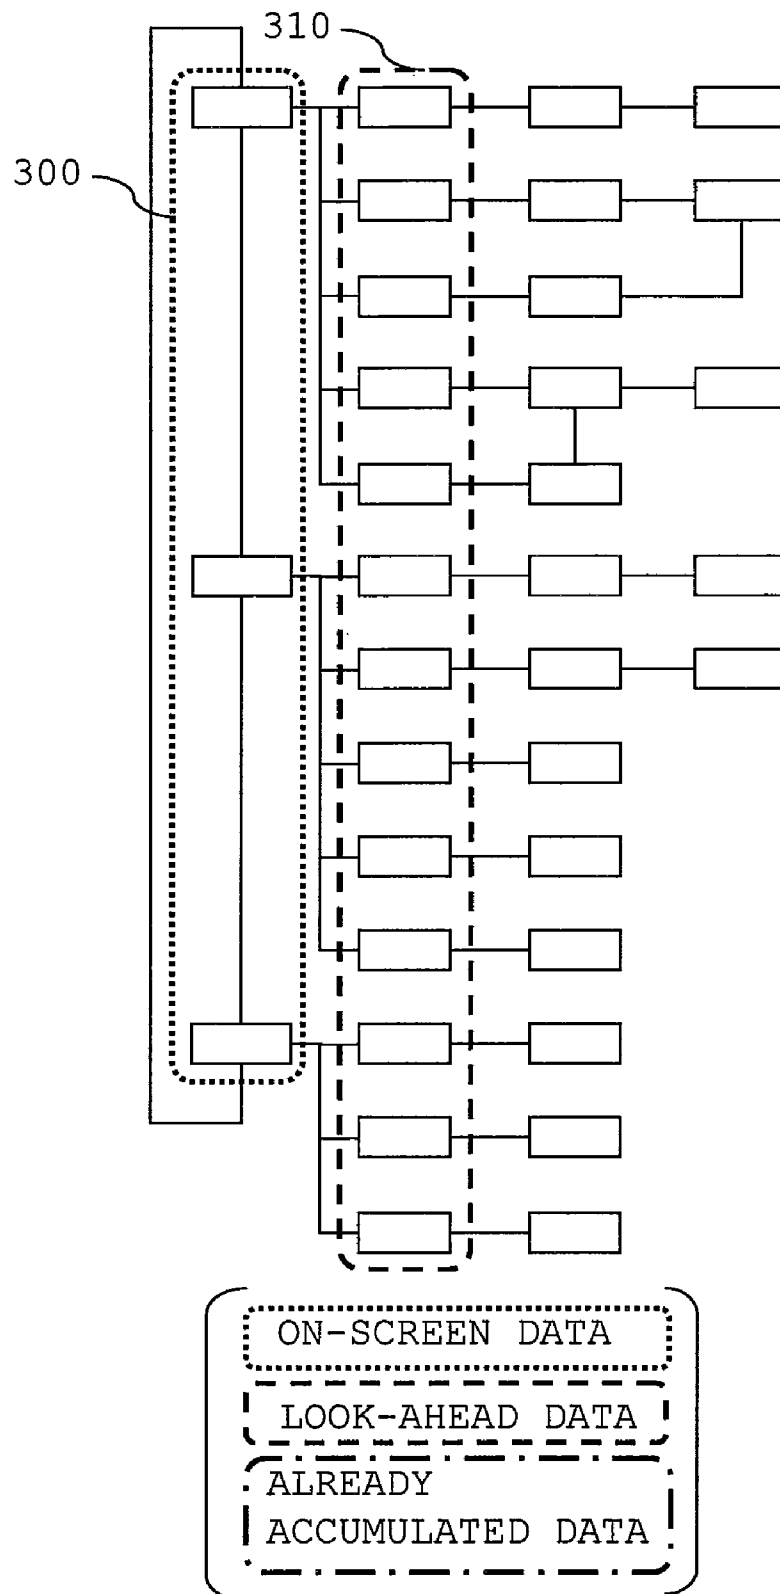 310
300
ON-SCREEN DATA
LOOK-AHEAD DATA
ALREADY
ACCUMULATED DATA